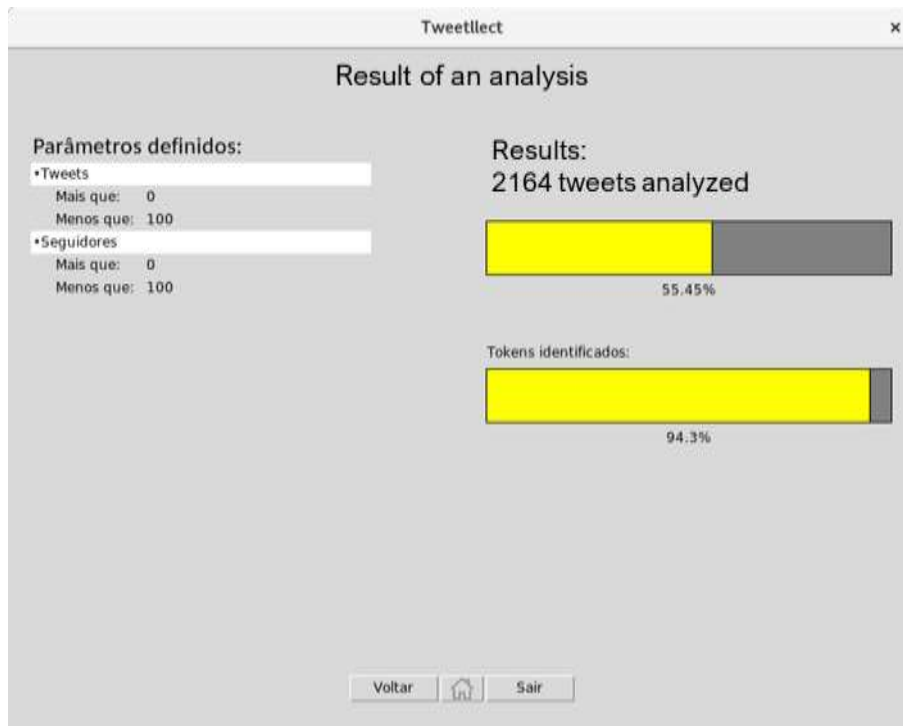 Tweetllect
×
Result of an analysis
Parâmetros definidos:
•Tweets
Mais que: 0
Menos que: 100
•Seguidores
Mais que: 0
Menos que: 100
Results:
2164 tweets analyzed
55.45%
Tokens identificados:
94.3%
Voltar
Sair